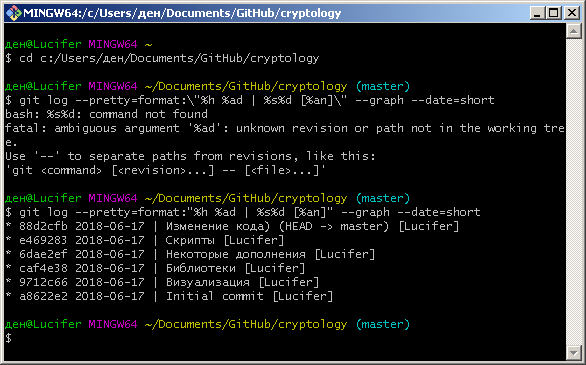 MINGW64:/c/Users/ден/Documents/GitHub/cryptology
ден@Lucifer MINGW64 ~
$ cd c:/Users/ден/Documents/GitHub/cryptology
ден@Lucifer MINGW64 ~/Documents/GitHub/cryptology (master)
$ git log --pretty=format:\"%h %ad | %s%d [%an]\" --graph --date=short
bash: %s%d: command not found
fatal: ambiguous argument '%ad': unknown revision or path not in the working tre
e.
Use '--' to separate paths from revisions, like this:
'git <command> [<revision>...] -- [<file>...]'
ден@Lucifer MINGW64 ~/Documents/GitHub/cryptology (master)
$ git log --pretty=format:"%h %ad | %s%d [%an]" --graph --date=short
* 88d2cfb 2018-06-17 | Изменение кода) (HEAD -> master) [Lucifer]
* e469283 2018-06-17 | Скрипты [Lucifer]
* 6dae2ef 2018-06-17 | Некоторые дополнения [Lucifer]
* caf4e38 2018-06-17 | Библиотеки [Lucifer]
* 9712c66 2018-06-17 | Визуализация [Lucifer]
* a8622e2 2018-06-17 | Initial commit [Lucifer]
ден@Lucifer MINGW64 ~/Documents/GitHub/cryptology (master)
$